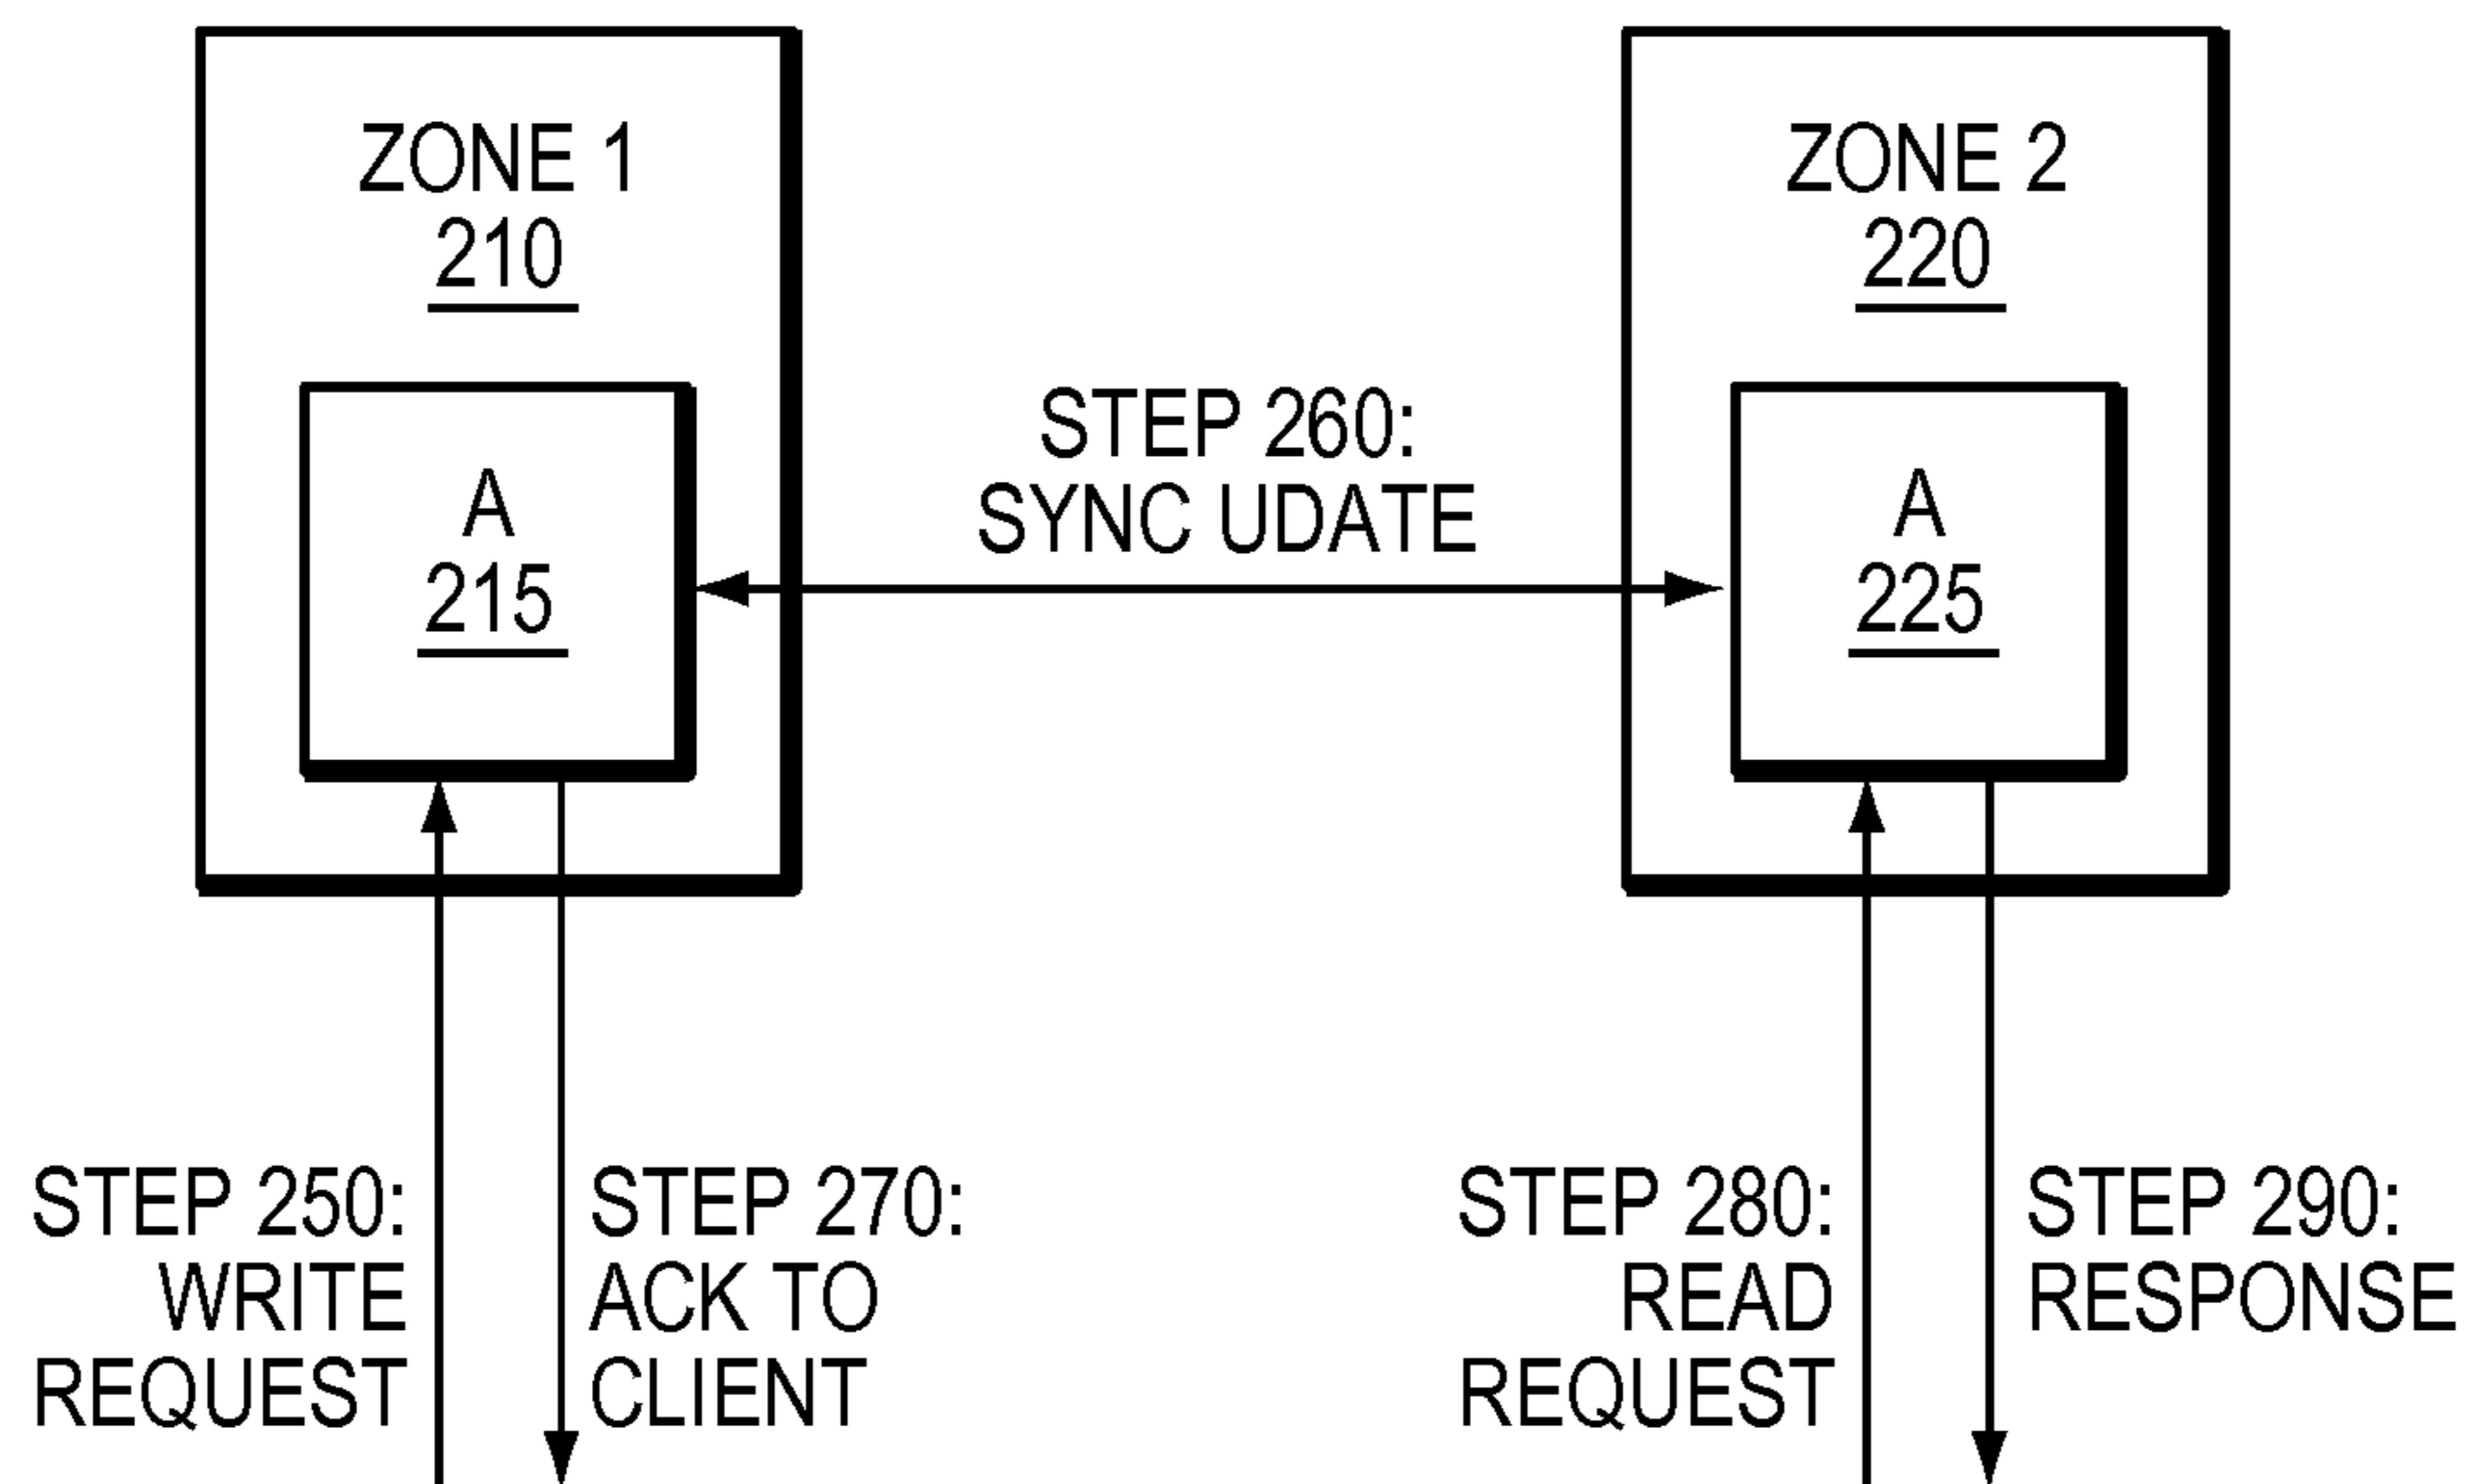 ZONE 1
210
A
215
STEP 260:
SYNC UDATE
ZONE 2
220
A
225
STEP 250:
WRITE
REQUEST
STEP 270:
ACK TO
CLIENT
STEP 280:
READ
REQUEST
STEP 290:
RESPONSE